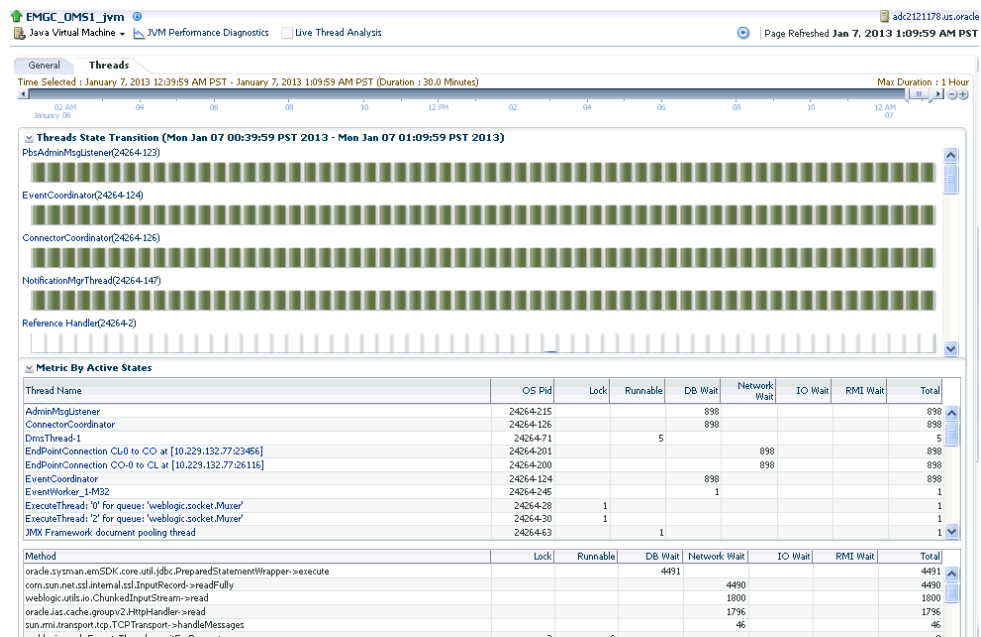 EMGC_OMS1_jvm
adc2121178.us.oracle
Java Virtual Machine JVM Performance Diagnostics Live Thread Analysis
Page Refreshed Jan 7, 2013 1:09:59 AM PST
General Threads
Time Selected : January 7, 2013 12:39:59 AM PST - January 7, 2013 1:09:59 AM PST (Duration : 30.0 Minutes)
Max Duration : 1 Hour
02 AM 04 06 08 10 12 PM 02 04 06 08 10 12 AM
January 06 07
Threads State Transition (Mon Jan 07 00:39:59 PST 2013 - Mon Jan 07 01:09:59 PST 2013)
PbsAdminMsgListener(24264-123)
EventCoordinator(24264-124)
ConnectorCoordinator(24264-126)
NotificationMgrThread(24264-147)
Reference Handler(24264-2)
Metric By Active States
Thread Name OS Pid Lock Runnable DB Wait Network Wait IO Wait RMI Wait Total
AdminMsgListener 24264-215 898 898
ConnectorCoordinator 24264-126 898 898
DmsThread-1 24264-71 5 5
EndPointConnection CL-0 to CO at [10.229.132.77:23456] 24264-201 898 898
EndPointConnection CO-0 to CL at [10.229.132.77:26116] 24264-200 898 898
EventCoordinator 24264-124 898 898
EventWorker_1-M32 24264-245 1 1
ExecuteThread: '0' for queue: 'weblogic.socket.Muxer' 24264-28 1 1
ExecuteThread: '2' for queue: 'weblogic.socket.Muxer' 24264-30 1 1
JMX Framework document pooling thread 24264-63 1 1
Method Lock Runnable DB Wait Network Wait IO Wait RMI Wait Total
oracle.sysman.emSDK.core.util.jdbc.PreparedStatementWrapper->execute 4491 4491
com.sun.net.ssl.internal.ssl.InputRecord->readFully 4490 4490
weblogic.utils.io.ChunkedInputStream->read 1800 1800
oracle.ias.cache.groupv2.HttpHandler->read 1796 1796
sun.rmi.transport.tcp.TCPTransport->handleMessages 46 46